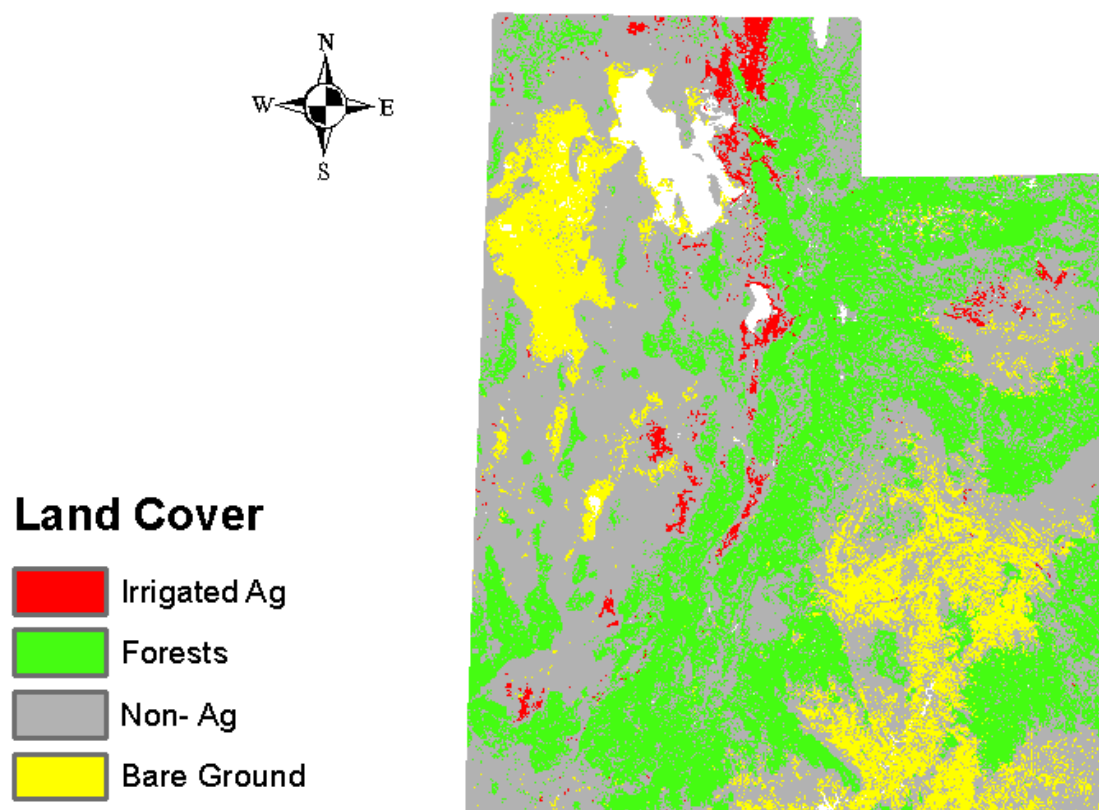 N
W E
S
Land Cover
Irrigated Ag
Forests
Non- Ag
Bare Ground